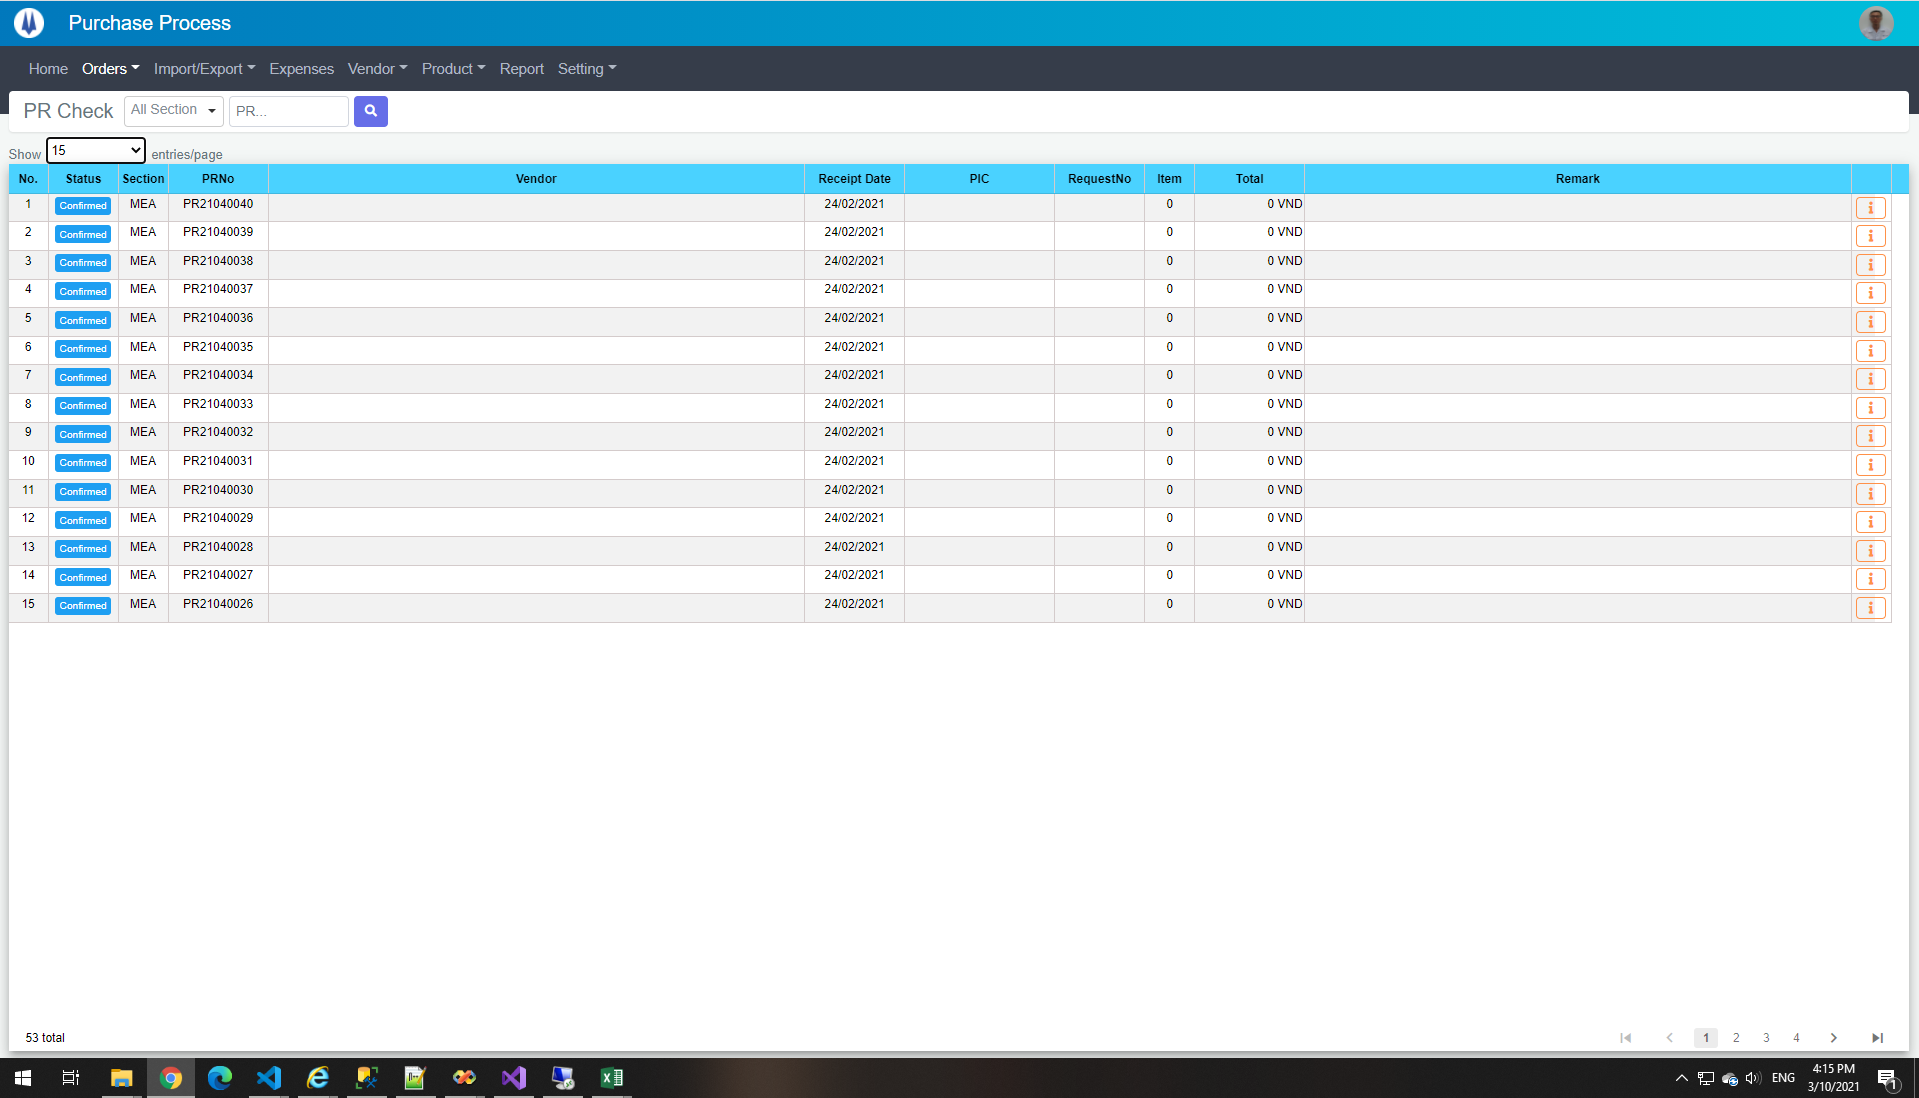 Purchase Process
Home Orders Import/Export Expenses Vendor Product Report Setting
PR Check All Section PR...
Show 15 entries/page
No. Status Section PRNo Vendor Receipt Date PIC RequestNo Item Total Remark
1 Confirmed MEA PR21040040 24/02/2021 0 0 VND
2 Confirmed MEA PR21040039 24/02/2021 0 0 VND
3 Confirmed MEA PR21040038 24/02/2021 0 0 VND
4 Confirmed MEA PR21040037 24/02/2021 0 0 VND
5 Confirmed MEA PR21040036 24/02/2021 0 0 VND
6 Confirmed MEA PR21040035 24/02/2021 0 0 VND
7 Confirmed MEA PR21040034 24/02/2021 0 0 VND
8 Confirmed MEA PR21040033 24/02/2021 0 0 VND
9 Confirmed MEA PR21040032 24/02/2021 0 0 VND
10 Confirmed MEA PR21040031 24/02/2021 0 0 VND
11 Confirmed MEA PR21040030 24/02/2021 0 0 VND
12 Confirmed MEA PR21040029 24/02/2021 0 0 VND
13 Confirmed MEA PR21040028 24/02/2021 0 0 VND
14 Confirmed MEA PR21040027 24/02/2021 0 0 VND
15 Confirmed MEA PR21040026 24/02/2021 0 0 VND
53 total 1 2 3 4
ENG 4:15 PM
3/10/2021 1